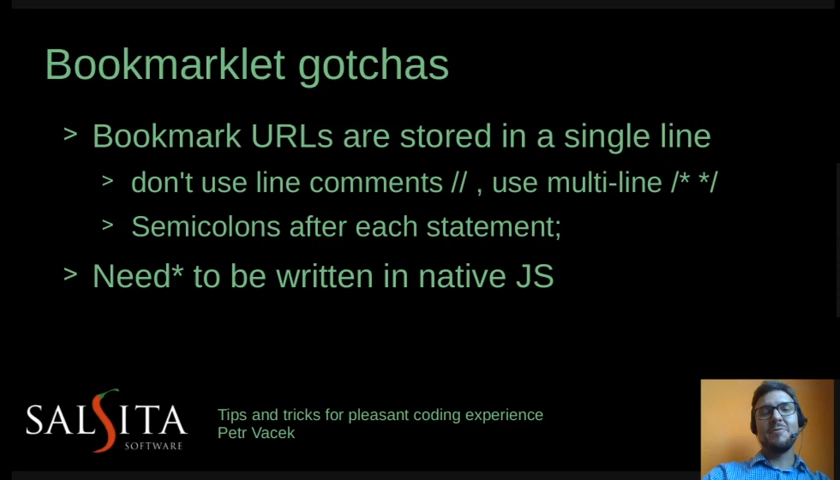 Bookmarklet gotchas
> Bookmark URLs are stored in a single line
> don't use line comments // , use multi-line /* */
> Semicolons after each statement;
> Need* to be written in native JS
SALSITA
SOFTWARE
Tips and tricks for pleasant coding experience
Petr Vacek